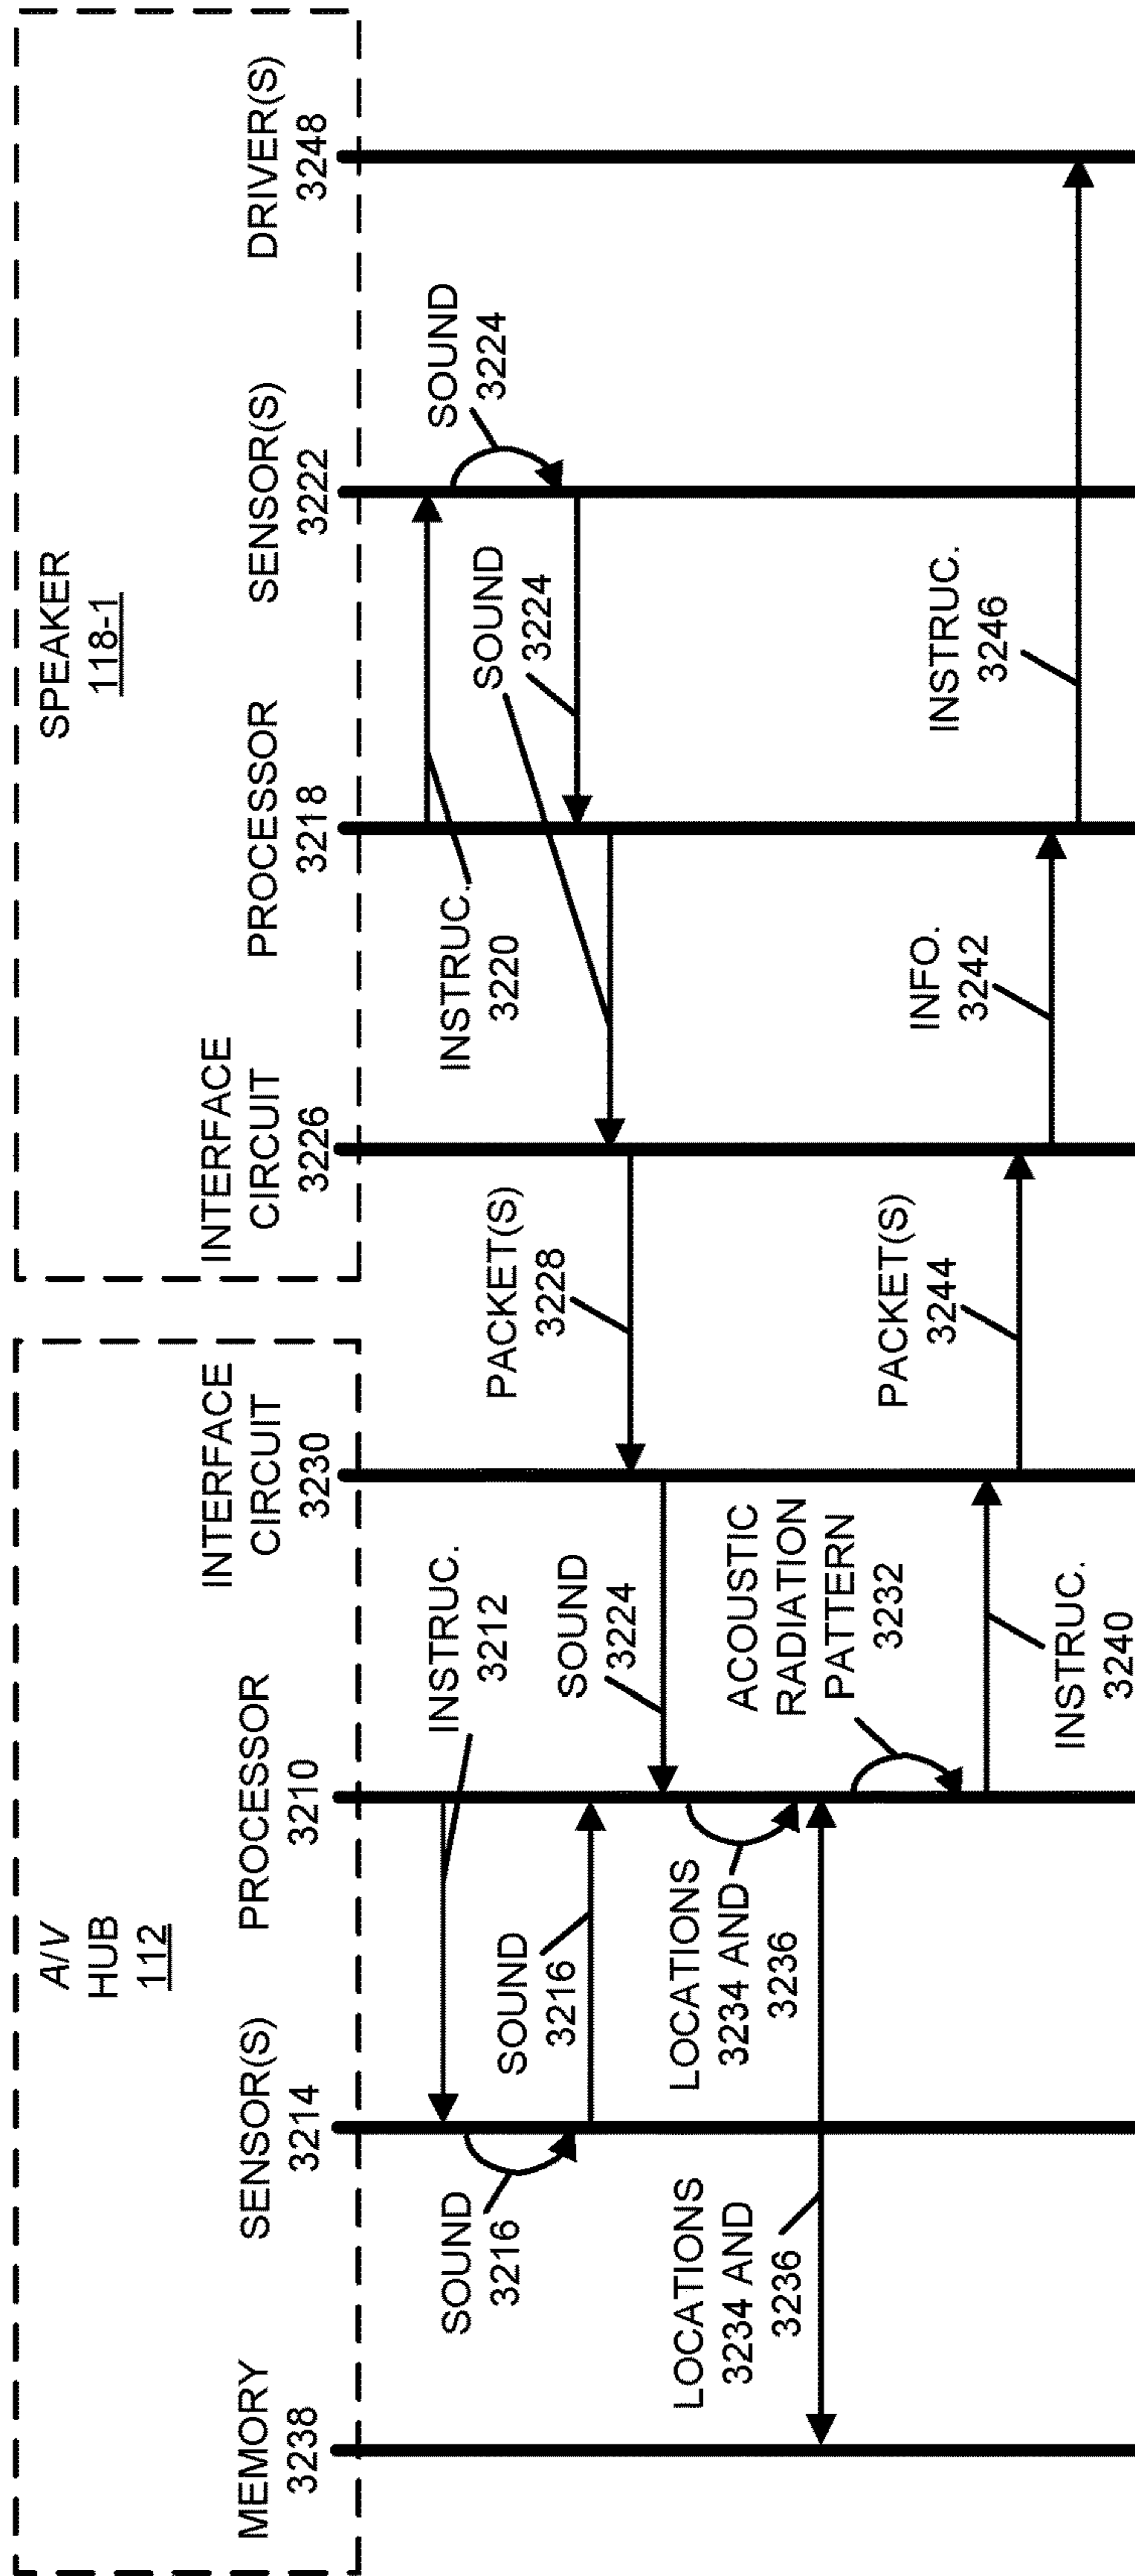 A/V
HUB
112
SPEAKER
118-1
MEMORY
3238
SENSOR(S)
3214
PROCESSOR
3210
INTERFACE
CIRCUIT
3230
INTERFACE
CIRCUIT
3226
PROCESSOR
3218
SENSOR(S)
3222
DRIVER(S)
3248
SOUND
3216
INSTRUC.
3212
SOUND
3216
SOUND
3224
LOCATIONS
3234 AND
3236
LOCATIONS
3234 AND
3236
ACOUSTIC
RADIATION
PATTERN
3232
INSTRUC.
3240
PACKET(S)
3228
PACKET(S)
3244
INSTRUC.
3220
SOUND
3224
SOUND
3224
INFO.
3242
INSTRUC.
3246